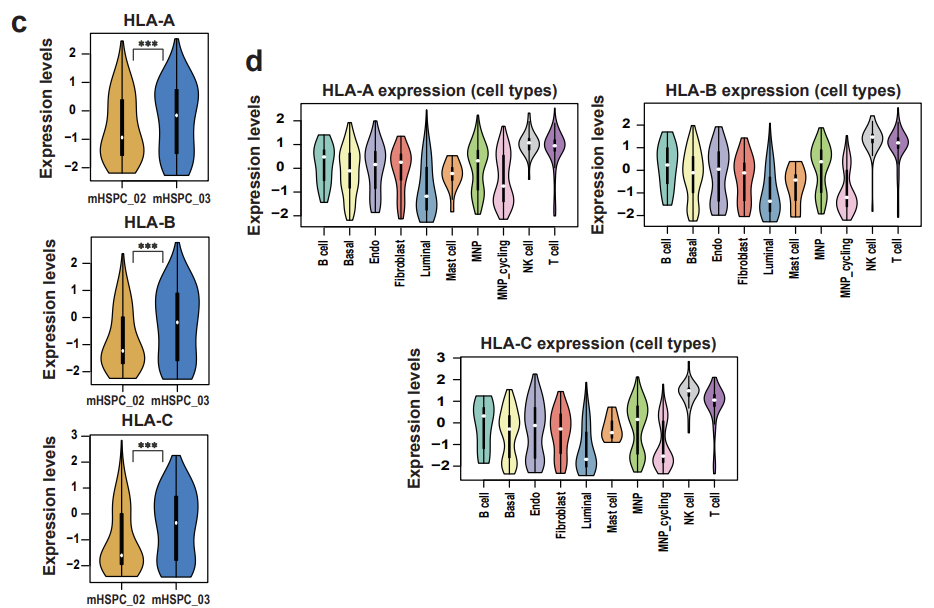 c
HLA-A
Expression levels
2
1
0
−1
−2
***
mHSPC_02 mHSPC_03
HLA-B
Expression levels
2
1
0
−1
−2
***
mHSPC_02 mHSPC_03
HLA-C
Expression levels
3
2
1
0
−1
−2
***
mHSPC_02 mHSPC_03
d
HLA-A expression (cell types)
Expression levels
2
1
0
−1
−2
B cell
Basal
Endo
Fibroblast
Luminal
Mast cell
MNP
MNP_cycling
NK cell
T cell
HLA-B expression (cell types)
Expression levels
2
1
0
−1
−2
B cell
Basal
Endo
Fibroblast
Luminal
Mast cell
MNP
MNP_cycling
NK cell
T cell
HLA-C expression (cell types)
Expression levels
3
2
1
0
−1
−2
B cell
Basal
Endo
Fibroblast
Luminal
Mast cell
MNP
MNP_cycling
NK cell
T cell